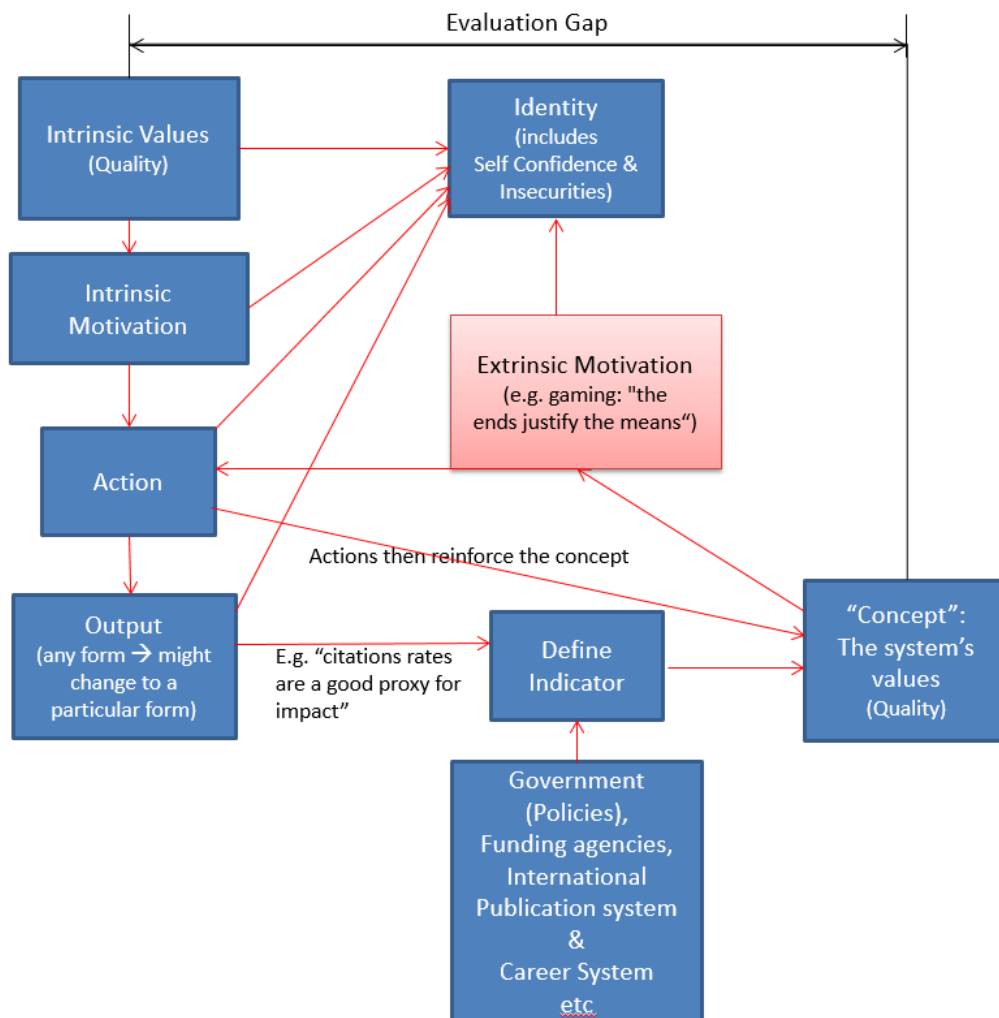 Evaluation Gap
Intrinsic Values
(Quality)
Identity
(includes
Self Confidence &
Insecurities)
Intrinsic
Motivation
Extrinsic Motivation
(e.g. gaming: "the
ends justify the means“)
Action
Actions then reinforce the concept
Output
(any form → might
change to a
particular form)
E.g. “citations rates
are a good proxy for
impact”
Define
Indicator
“Concept”:
The system’s
values
(Quality)
Government
(Policies),
Funding agencies,
International
Publication system
&
Career System
etc